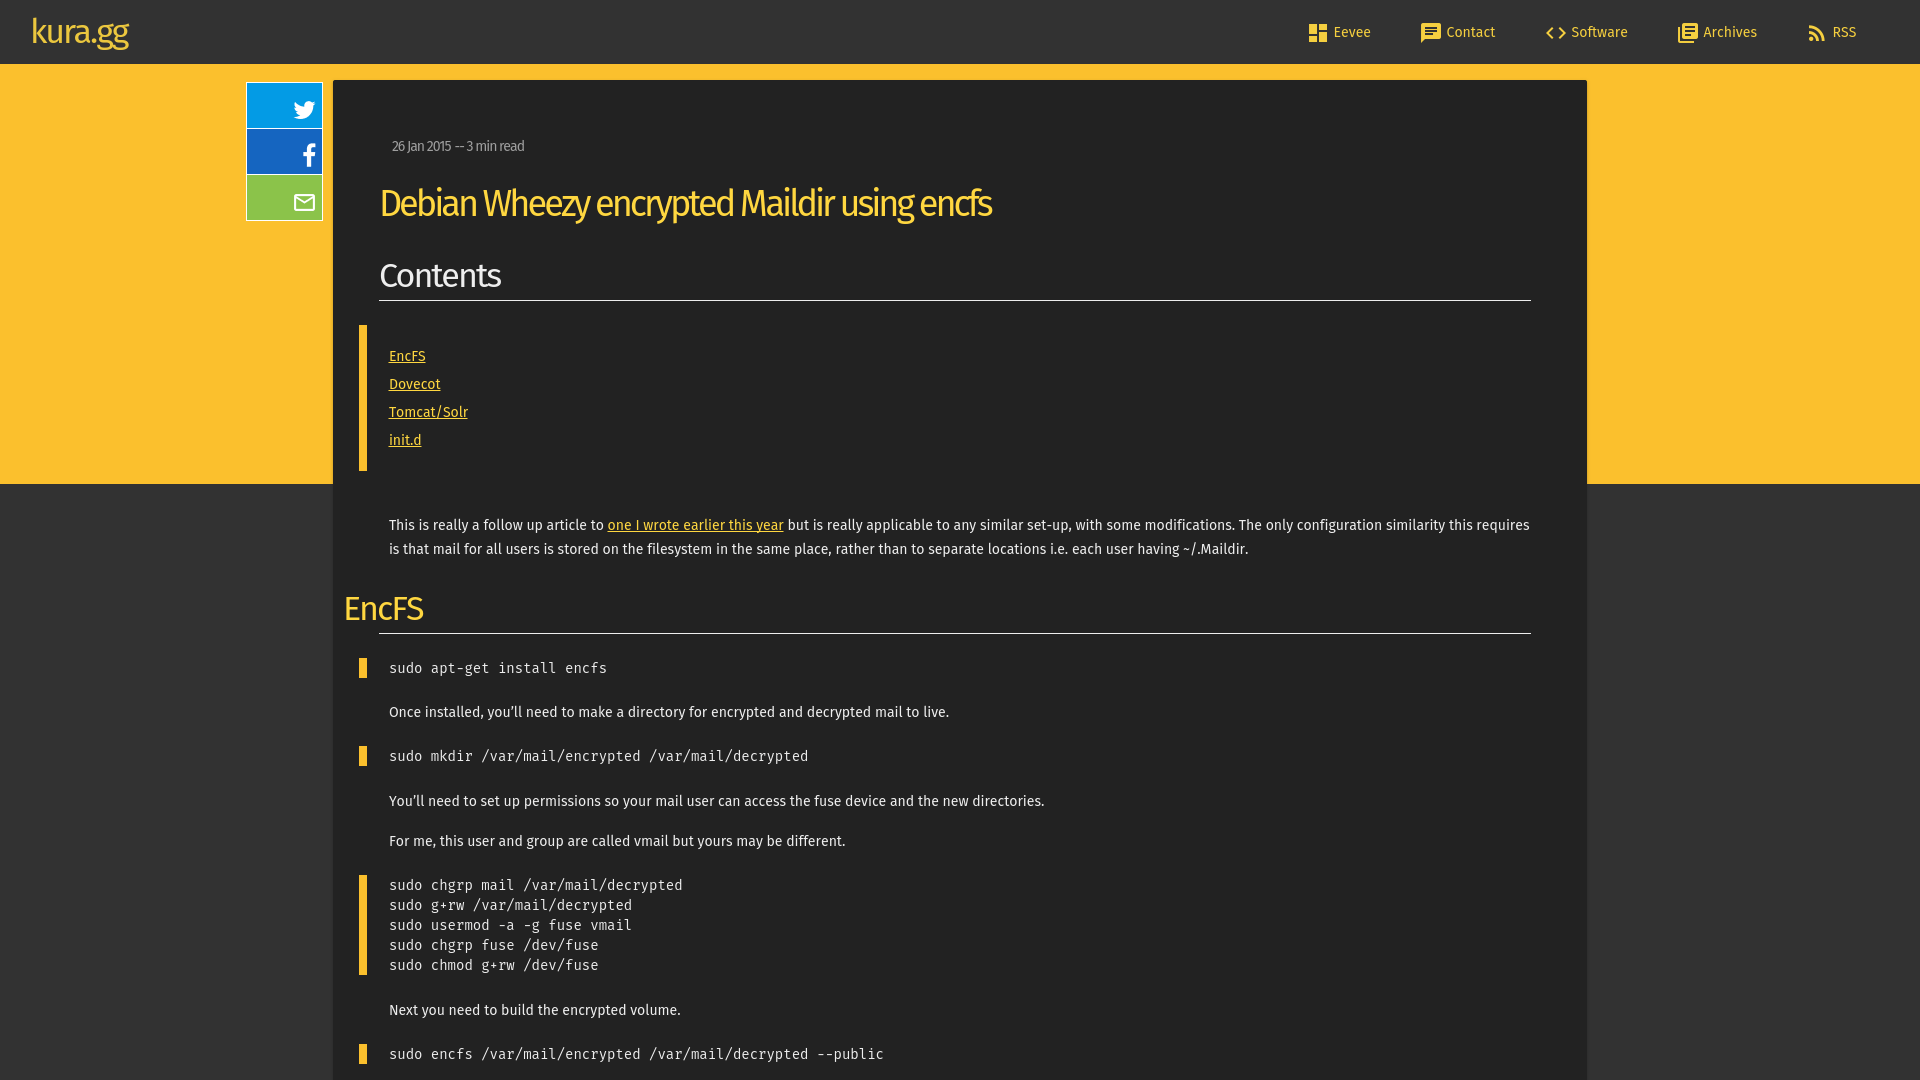 kura.gg
Eevee
Contact
Software
Archives
RSS
26 Jan 2015 -- 3 min read
Debian Wheezy encrypted Maildir using encfs
Contents
EncFS
Dovecot
Tomcat/Solr
init.d
This is really a follow up article to one I wrote earlier this year but is really applicable to any similar set-up, with some modifications. The only configuration similarity this requires
is that mail for all users is stored on the filesystem in the same place, rather than to separate locations i.e. each user having ~/.Maildir.
EncFS
sudo apt-get install encfs
Once installed, you’ll need to make a directory for encrypted and decrypted mail to live.
sudo mkdir /var/mail/encrypted /var/mail/decrypted
You’ll need to set up permissions so your mail user can access the fuse device and the new directories.
For me, this user and group are called vmail but yours may be different.
sudo chgrp mail /var/mail/decrypted
sudo g+rw /var/mail/decrypted
sudo usermod -a -g fuse vmail
sudo chgrp fuse /dev/fuse
sudo chmod g+rw /dev/fuse
Next you need to build the encrypted volume.
sudo encfs /var/mail/encrypted /var/mail/decrypted --public